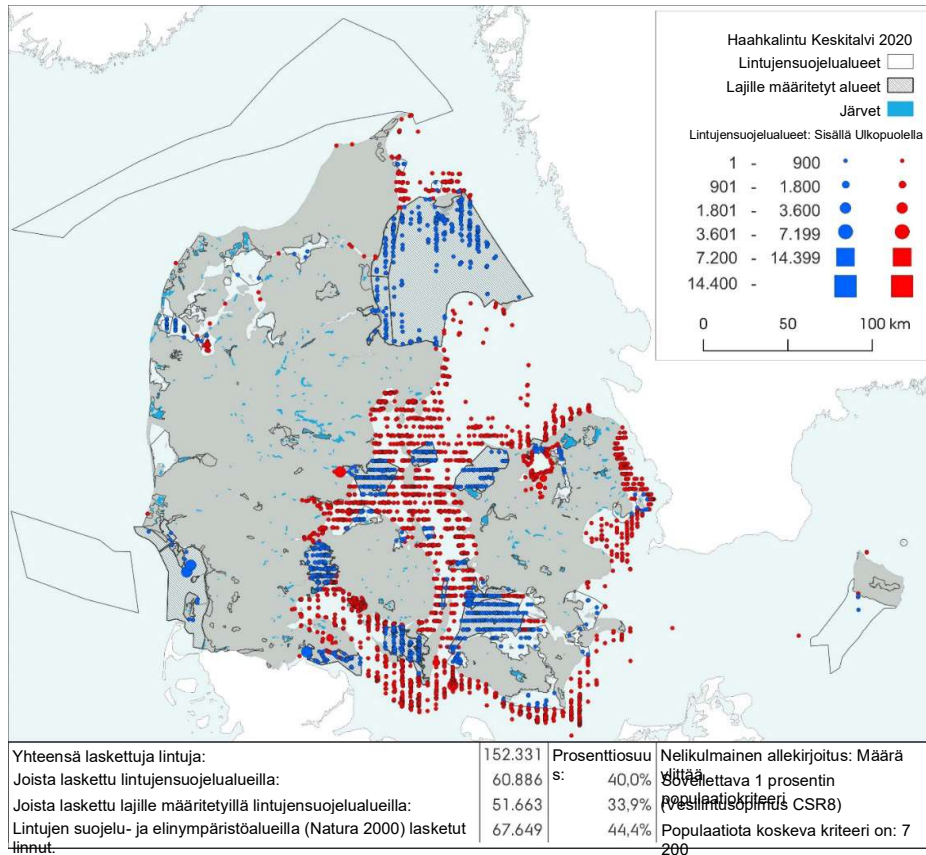 Haahkalintu Keskitalvi 2020
Lintujensuojelualueet
Lajille määritetyt alueet
Järvet
Lintujensuojelualueet: Sisällä Ulkopuolella
1 - 900
901 - 1.800
1.801 - 3.600
3.601 - 7.199
7.200 - 14.399
14.400 -
0 50 100 km
Yhteensä laskettuja lintuja: 152.331
Joista laskettu lintujensuojelualueilla: 60.886
Joista laskettu lajille määritetyillä lintujensuojelualueilla: 51.663
Lintujen suojelu- ja elinympäristöalueilla (Natura 2000) lasketut 67.649
linnut.
Prosenttiosuu
s:
40,0%
33,9%
44,4%
Nelikulmainen allekirjoitus: Määrä
ylittää
Sovellettava 1 prosentin
populaatiokriteeri
(Vesilintusopimus CSR8)
Populaatiota koskeva kriteeri on: 7
200